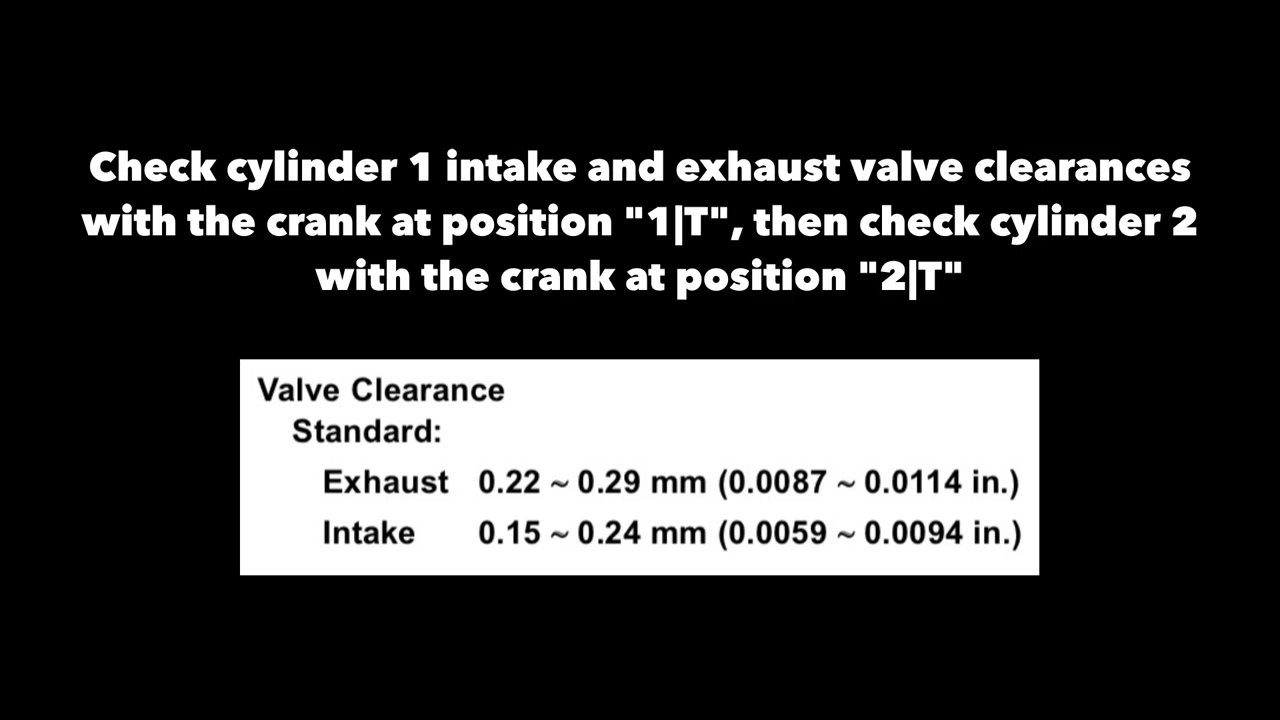 Check cylinder 1 intake and exhaust valve clearances
with the crank at position "1|T", then check cylinder 2
with the crank at position "2|T"
Valve Clearance
Standard:
Exhaust 0.22 ~ 0.29 mm (0.0087 ~ 0.0114 in.)
Intake 0.15 ~ 0.24 mm (0.0059 ~ 0.0094 in.)